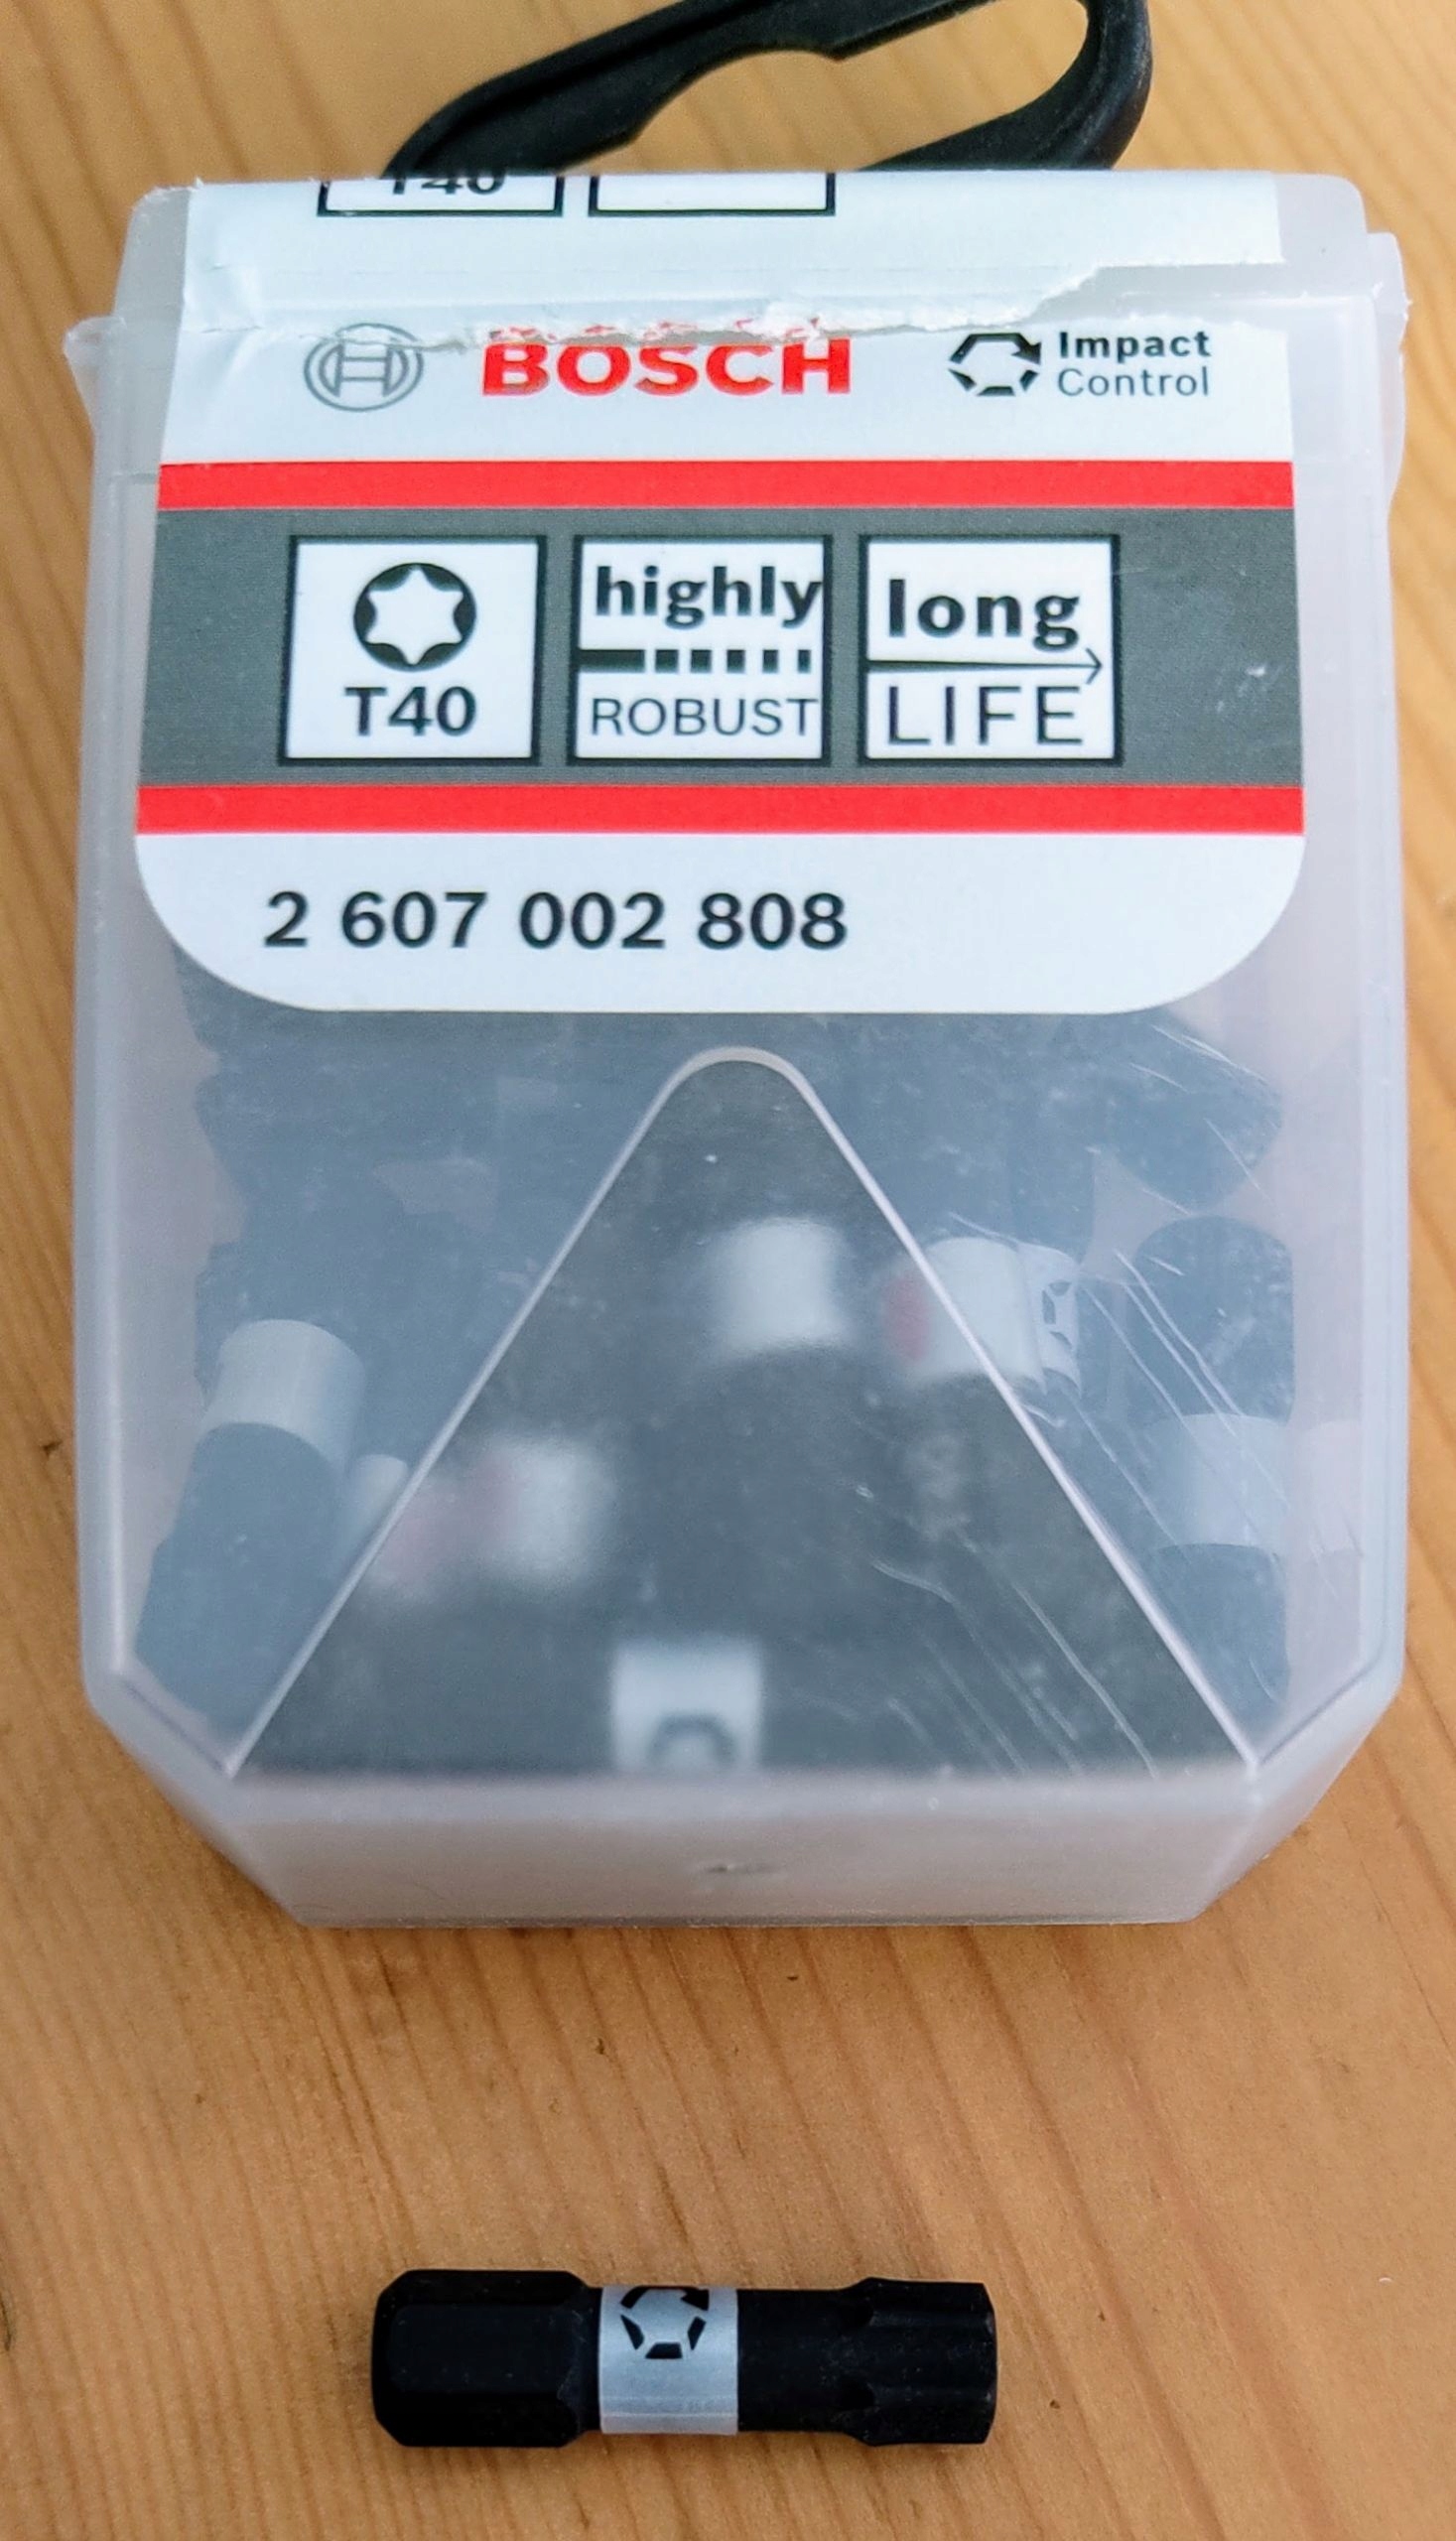 T40
BOSCH
Impact
Control
T40
highly
ROBUST
long
LIFE
2 607 002 808